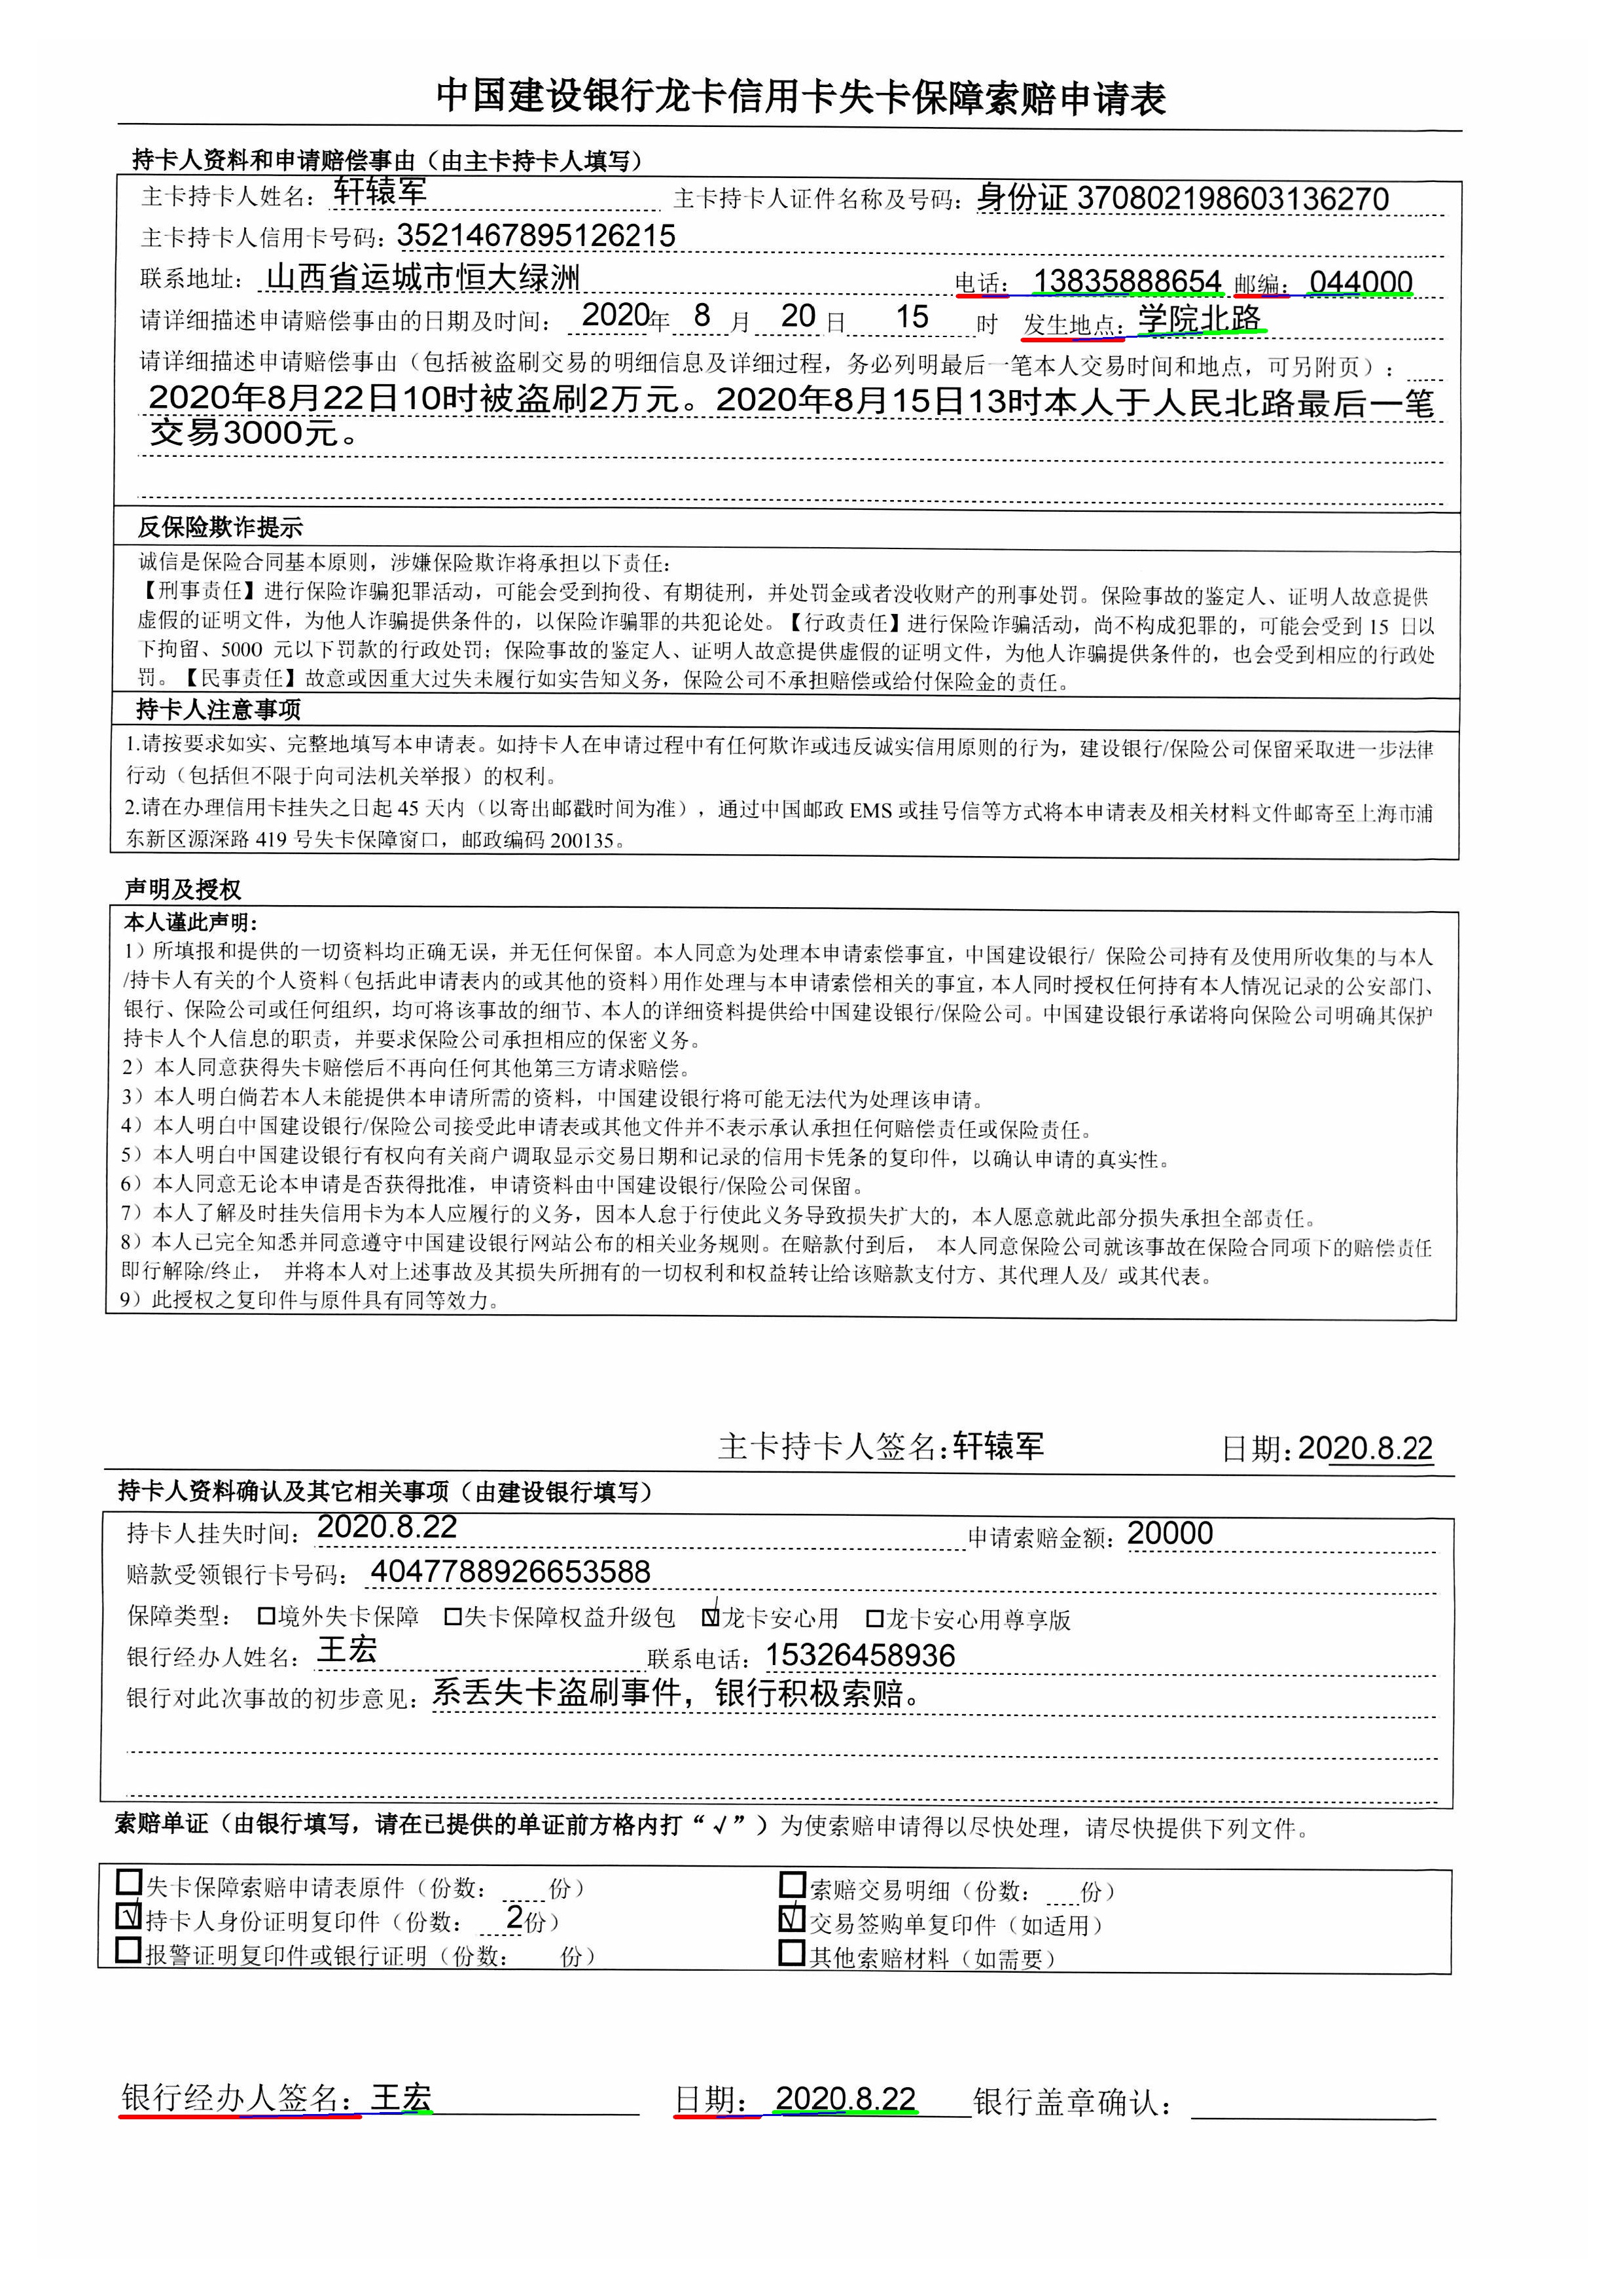 中国建设银行龙卡信用卡失卡保障索赔申请表
持卡人资料和申请赔偿事由（由主卡持卡人填写）
主卡持卡人姓名：轩辕军 主卡持卡人证件名称及号码：身份证 370802198603136270
主卡持卡人信用卡号码：3521467895126215
联系地址：山西省运城市恒大绿洲 电话：13835888654 邮编：044000
请详细描述申请赔偿事由的日期及时间：2020年 8 月 20 日 15 时 发生地点：学院北路
请详细描述申请赔偿事由（包括被盗刷交易的明细信息及详细过程，务必列明最后一笔本人交易时间和地点，可另附页）：
2020年8月22日10时被盗刷2万元。2020年8月15日13时本人于人民北路最后一笔
交易3000元。
反保险欺诈提示
诚信是保险合同基本原则，涉嫌保险欺诈将承担以下责任：
【刑事责任】进行保险诈骗犯罪活动，可能会受到拘役、有期徒刑，并处罚金或者没收财产的刑事处罚。保险事故的鉴定人、证明人故意提供
虚假的证明文件，为他人诈骗提供条件的，以保险诈骗罪的共犯论处。【行政责任】进行保险诈骗活动，尚不构成犯罪的，可能会受到 15 日以
下拘留、5000 元以下罚款的行政处罚；保险事故的鉴定人、证明人故意提供虚假的证明文件，为他人诈骗提供条件的，也会受到相应的行政处
罚。【民事责任】故意或因重大过失未履行如实告知义务，保险公司不承担赔偿或给付保险金的责任。
持卡人注意事项
1.请按要求如实、完整地填写本申请表。如持卡人在申请过程中有任何欺诈或违反诚实信用原则的行为，建设银行/保险公司保留采取进一步法律
行动（包括但不限于向司法机关举报）的权利。
2.请在办理信用卡挂失之日起 45 天内（以寄出邮戳时间为准），通过中国邮政 EMS 或挂号信等方式将本申请表及相关材料文件邮寄至上海市浦
东新区源深路 419 号失卡保障窗口，邮政编码 200135。
声明及授权
本人谨此声明：
1）所填报和提供的一切资料均正确无误，并无任何保留。本人同意为处理本申请索偿事宜，中国建设银行/ 保险公司持有及使用所收集的与本人
/持卡人有关的个人资料（包括此申请表内的或其他的资料）用作处理与本申请索偿相关的事宜，本人同时授权任何持有本人情况记录的公安部门、
银行、保险公司或任何组织，均可将该事故的细节、本人的详细资料提供给中国建设银行/保险公司。中国建设银行承诺将向保险公司明确其保护
持卡人个人信息的职责，并要求保险公司承担相应的保密义务。
2）本人同意获得失卡赔偿后不再向任何其他第三方请求赔偿。
3）本人明白倘若本人未能提供本申请所需的资料，中国建设银行将可能无法代为处理该申请。
4）本人明白中国建设银行/保险公司接受此申请表或其他文件并不表示承认承担任何赔偿责任或保险责任。
5）本人明白中国建设银行有权向有关商户调取显示交易日期和记录的信用卡凭条的复印件，以确认申请的真实性。
6）本人同意无论本申请是否获得批准，申请资料由中国建设银行/保险公司保留。
7）本人了解及时挂失信用卡为本人应履行的义务，因本人怠于行使此义务导致损失扩大的，本人愿意就此部分损失承担全部责任。
8）本人已完全知悉并同意遵守中国建设银行网站公布的相关业务规则。在赔款付到后， 本人同意保险公司就该事故在保险合同项下的赔偿责任
即行解除/终止， 并将本人对上述事故及其损失所拥有的一切权利和权益转让给该赔款支付方、其代理人及/ 或其代表。
9）此授权之复印件与原件具有同等效力。
主卡持卡人签名：轩辕军 日期：2020.8.22
持卡人资料确认及其它相关事项（由建设银行填写）
持卡人挂失时间：2020.8.22 申请索赔金额：20000
赔款受领银行卡号码：4047788926653588
保障类型：☐境外失卡保障 ☐失卡保障权益升级包 ☑龙卡安心用 ☐龙卡安心用尊享版
银行经办人姓名：王宏 联系电话：15326458936
银行对此次事故的初步意见：系丢失卡盗刷事件，银行积极索赔。
索赔单证（由银行填写，请在已提供的单证前方格内打“√”）为使索赔申请得以尽快处理，请尽快提供下列文件。
☐失卡保障索赔申请表原件（份数： 份） ☐索赔交易明细（份数： 份）
☑持卡人身份证明复印件（份数：2份） ☑交易签购单复印件（如适用）
☐报警证明复印件或银行证明（份数： 份） ☐其他索赔材料（如需要）
银行经办人签名：王宏 日期：2020.8.22 银行盖章确认：